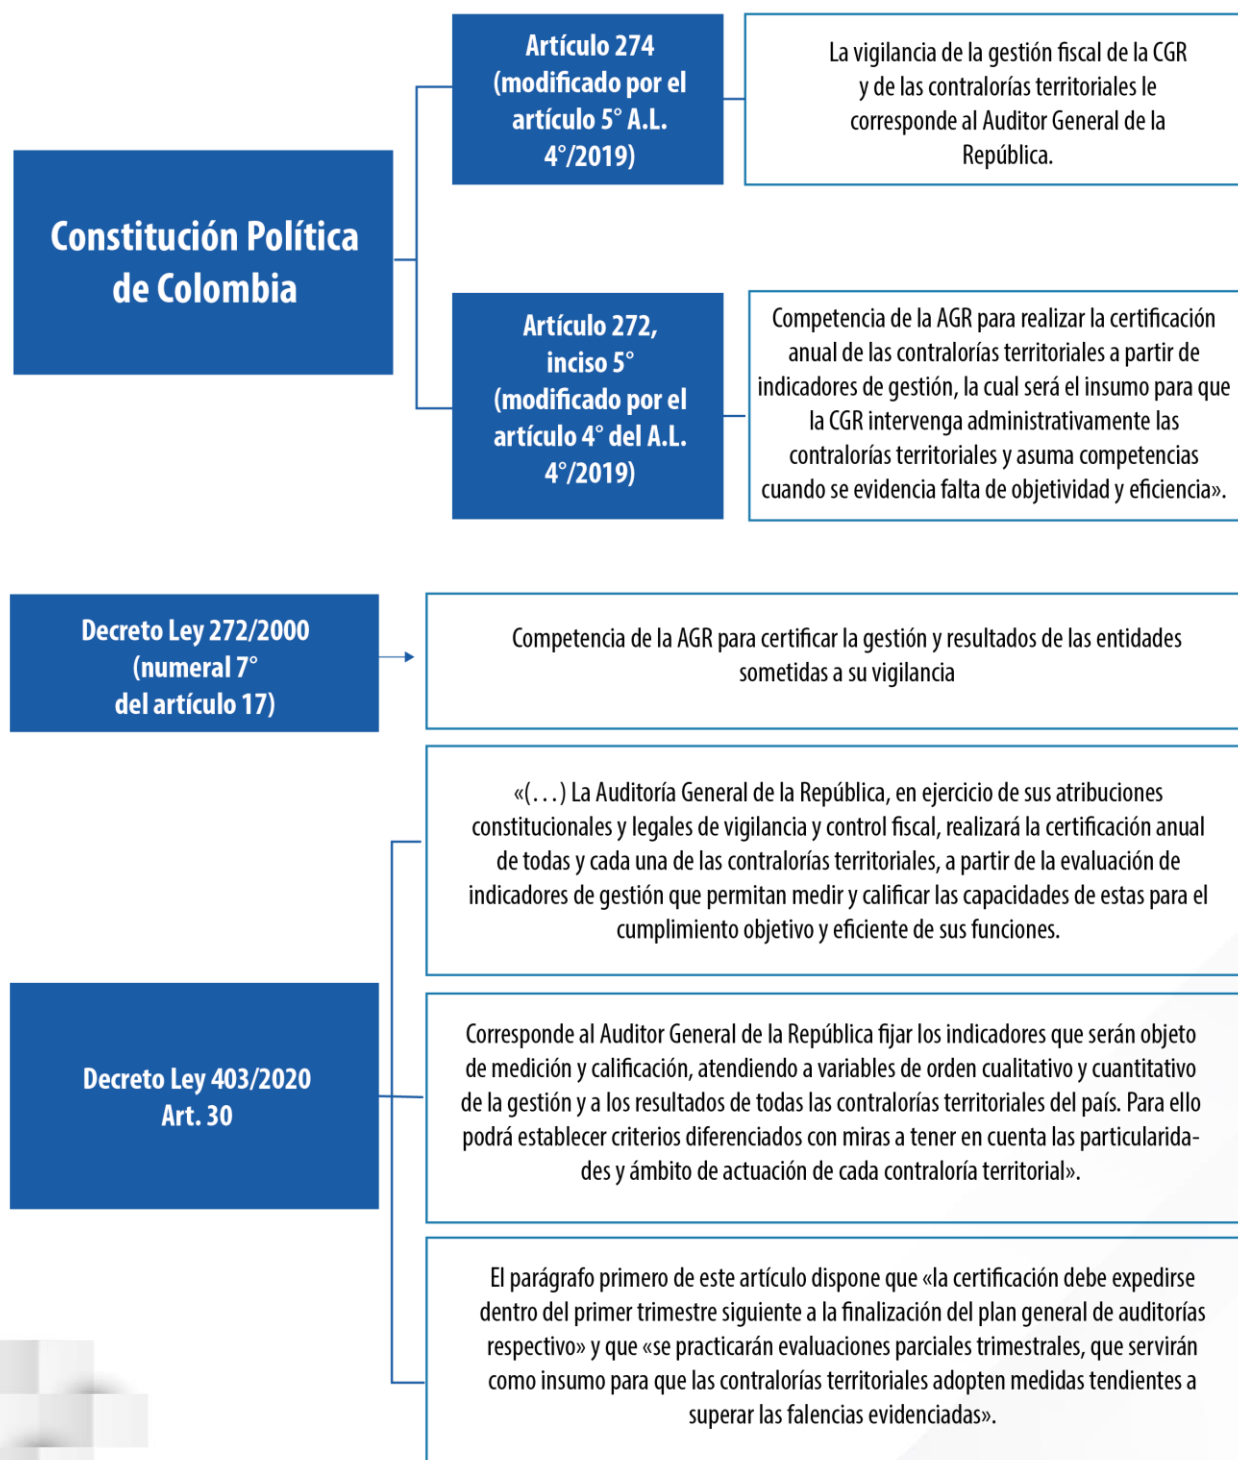 Constitución Política
de Colombia
Artículo 274
(modificado por el
artículo 5° A.L.
4°/2019)
La vigilancia de la gestión fiscal de la CGR
y de las contralorías territoriales le
corresponde al Auditor General de la
República.
Artículo 272,
inciso 5°
(modificado por el
artículo 4° del A.L.
4°/2019)
Competencia de la AGR para realizar la certificación
anual de las contralorías territoriales a partir de
indicadores de gestión, la cual será el insumo para que
la CGR intervenga administrativamente las
contralorías territoriales y asuma competencias
cuando se evidencia falta de objetividad y eficiencia».
Decreto Ley 272/2000
(numeral 7°
del artículo 17)
Competencia de la AGR para certificar la gestión y resultados de las entidades
sometidas a su vigilancia
Decreto Ley 403/2020
Art. 30
«(…) La Auditoría General de la República, en ejercicio de sus atribuciones
constitucionales y legales de vigilancia y control fiscal, realizará la certificación anual
de todas y cada una de las contralorías territoriales, a partir de la evaluación de
indicadores de gestión que permitan medir y calificar las capacidades de estas para el
cumplimiento objetivo y eficiente de sus funciones.
Corresponde al Auditor General de la República fijar los indicadores que serán objeto
de medición y calificación, atendiendo a variables de orden cualitativo y cuantitativo
de la gestión y a los resultados de todas las contralorías territoriales del país. Para ello
podrá establecer criterios diferenciados con miras a tener en cuenta las particularida-
des y ámbito de actuación de cada contraloría territorial».
El parágrafo primero de este artículo dispone que «la certificación debe expedirse
dentro del primer trimestre siguiente a la finalización del plan general de auditorías
respectivo» y que «se practicarán evaluaciones parciales trimestrales, que servirán
como insumo para que las contralorías territoriales adopten medidas tendientes a
superar las falencias evidenciadas».